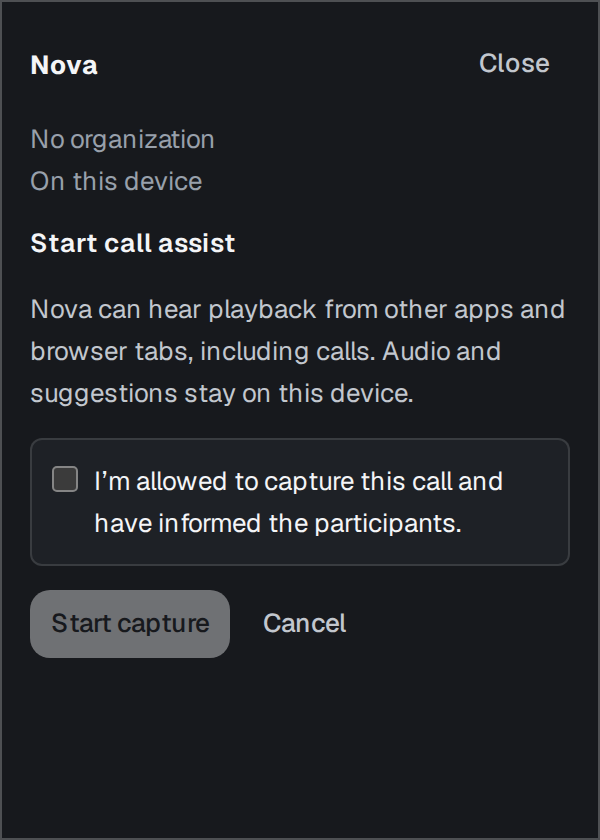 Nova
Close
No organization
On this device
Start call assist
Nova can hear playback from other apps and
browser tabs, including calls. Audio and
suggestions stay on this device.
I’m allowed to capture this call and
have informed the participants.
Start capture
Cancel